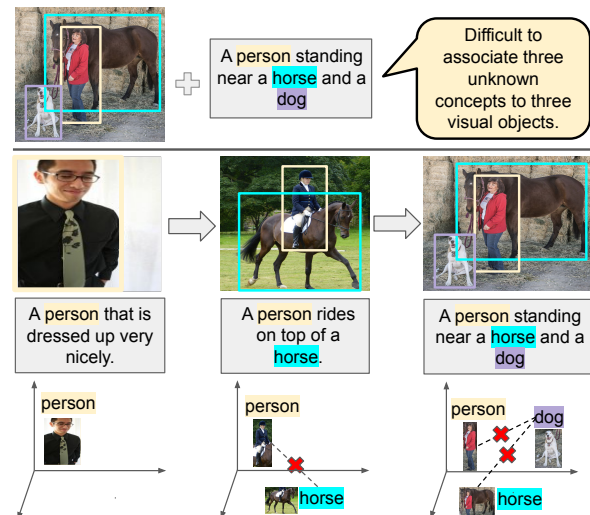 A person standing
near a horse and a
dog
Difficult to
associate three
unknown
concepts to three
visual objects.
A person that is
dressed up very
nicely.
A person rides
on top of a
horse.
A person standing
near a horse and a
dog
person
person
horse
person
dog
horse